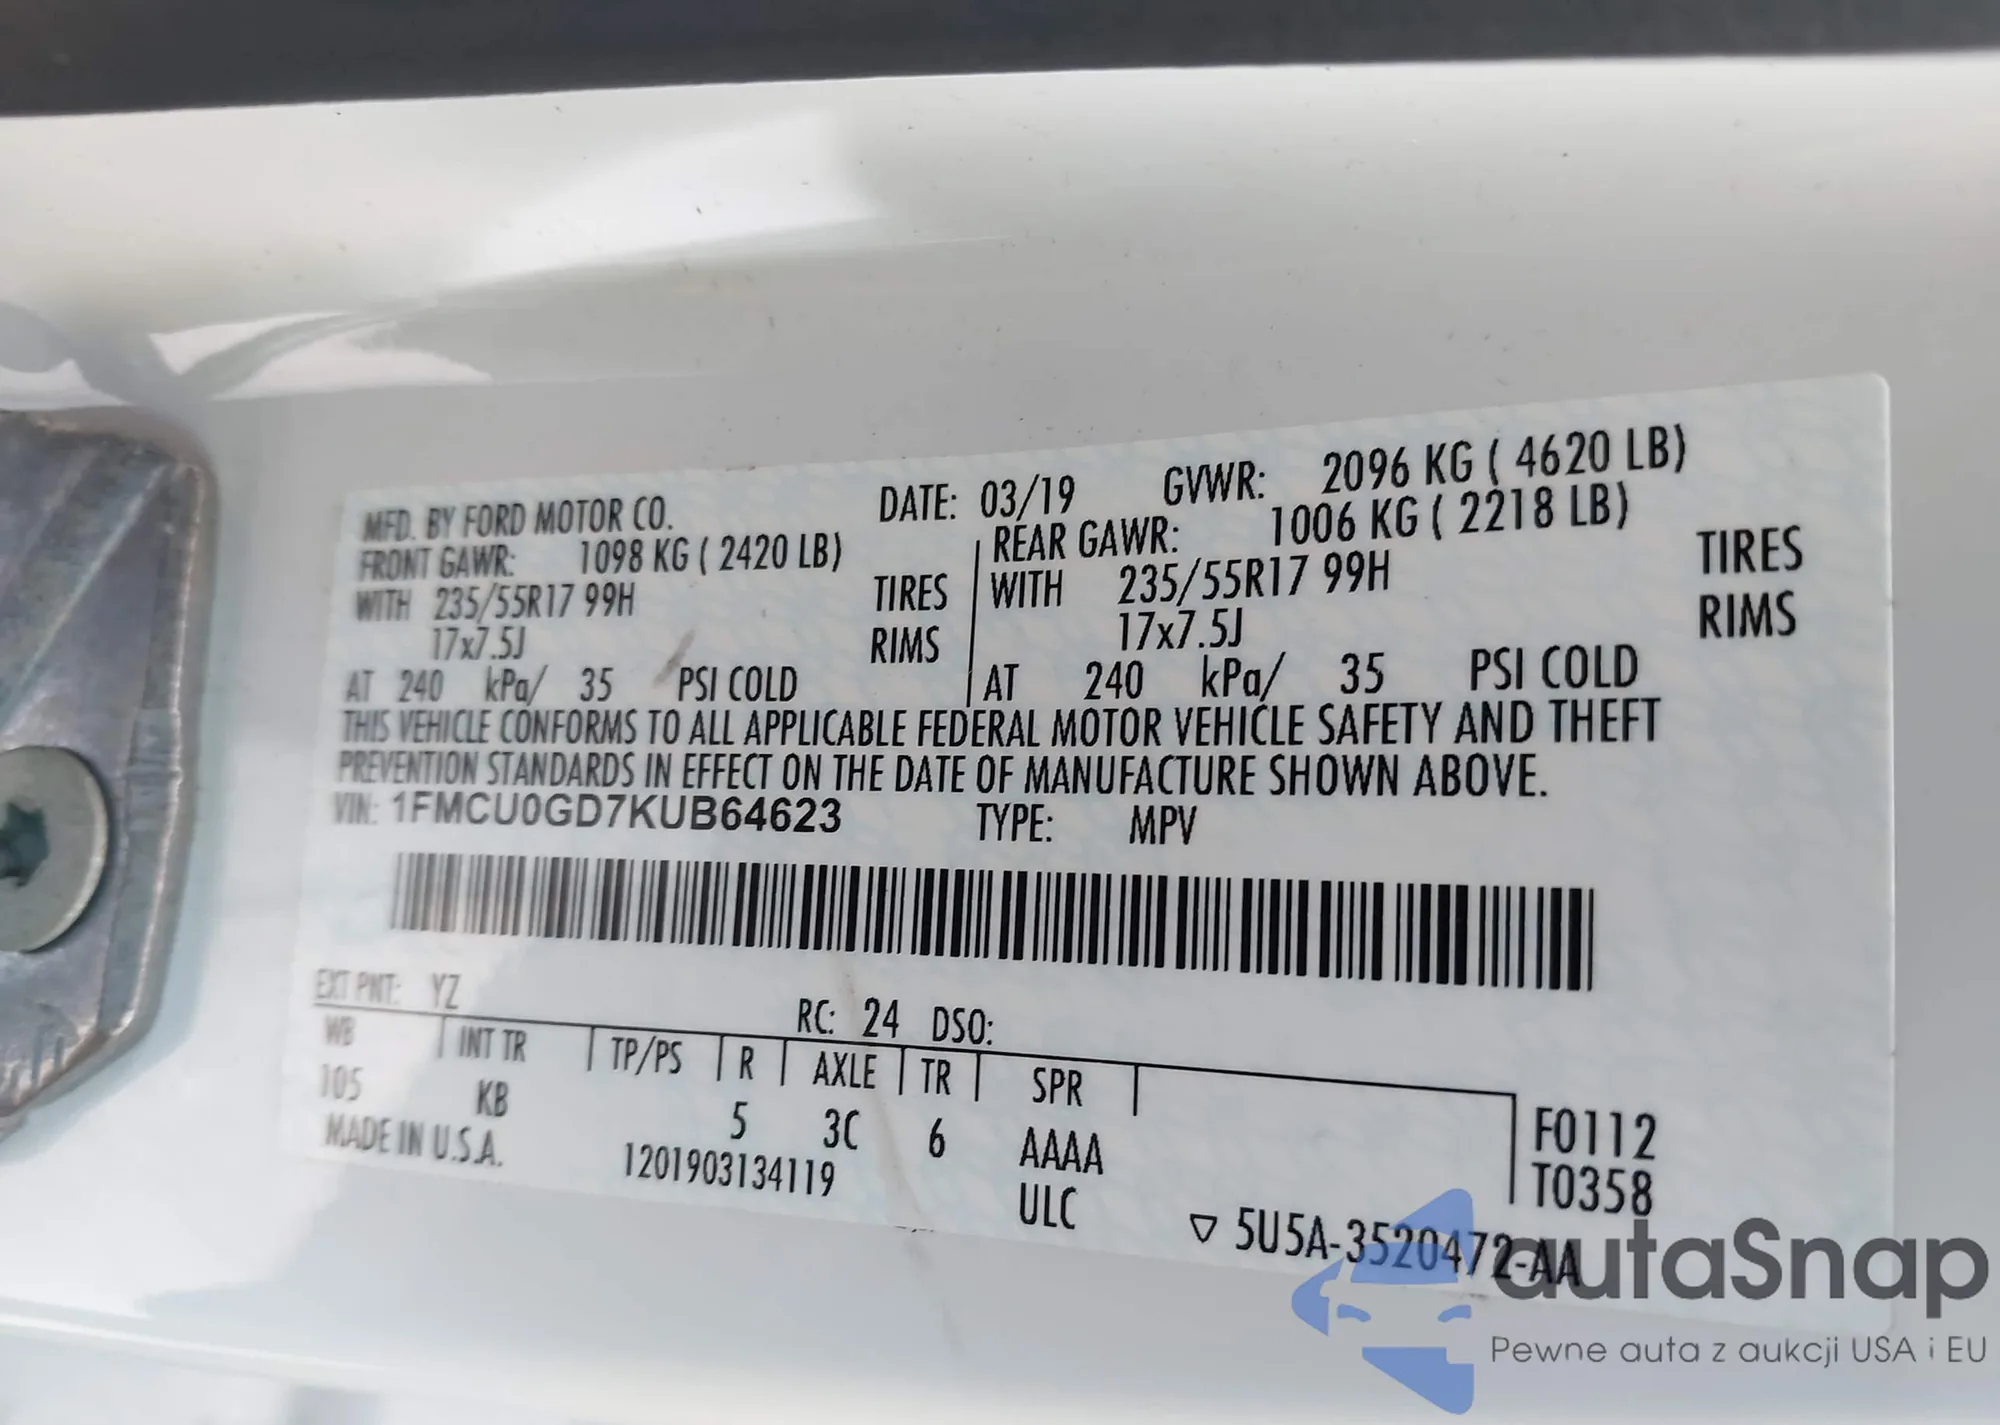 MFD. BY FORD MOTOR CO. DATE: 03/19 GVWR: 2096 KG ( 4620 LB)
FRONT GAWR: 1098 KG ( 2420 LB) REAR GAWR: 1006 KG ( 2218 LB)
WITH 235/55R17 99H TIRES WITH 235/55R17 99H TIRES
17x7.5J RIMS 17x7.5J RIMS
AT 240 kPa/ 35 PSI COLD AT 240 kPa/ 35 PSI COLD
THIS VEHICLE CONFORMS TO ALL APPLICABLE FEDERAL MOTOR VEHICLE SAFETY AND THEFT
PREVENTION STANDARDS IN EFFECT ON THE DATE OF MANUFACTURE SHOWN ABOVE.
VIN: 1FMCU0GD7KUB64623 TYPE: MPV
EXT PNT: YZ RC: 24 DSO:
WB INT TR TP/PS R AXLE TR SPR
105 KB 5 3C 6 AAAA F0112
MADE IN U.S.A. 1201903134119 ULC T0358
▽ 5U5A-3520472-AA
autaSnap
Pewne auta z aukcji USA i EU